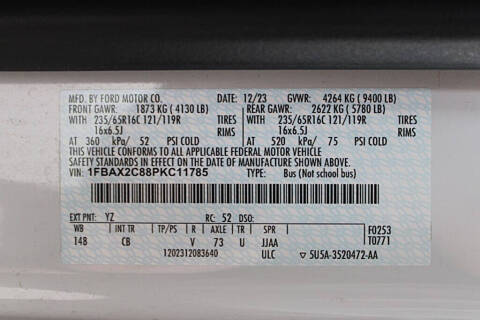 MFD. BY FORD MOTOR CO. 12/23 GVWR: 4264 KG ( 9400 LB)
FRONT GAWR: 1873 KG ( 4130 LB) REAR GAWR: 2622 KG ( 5780 LB)
WITH 235/65R16C 121/119R TIRES WITH 235/65R16C 121/119R TIRES
16x6.5J RIMS 16x6.5J RIMS
AT 360 kPa/ 52 PSI COLD AT 520 kPa/ 75 PSI COLD
THIS VEHICLE CONFORMS TO ALL APPLICABLE FEDERAL MOTOR VEHICLE
SAFETY STANDARDS IN EFFECT ON THE DATE OF MANUFACTURE SHOWN ABOVE.
VIN: 1FBAX2C88PKC11785 TYPE: Bus (Not school bus)
EXT PNT: YZ RC: 52 DSO: F0253
WB INT TR TP/PS R AXLE TR SPR T0771
148 CB V 73 U JJAA
1202312083640 ULC 5U5A-3520472-AA